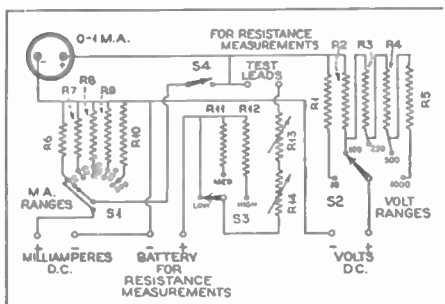 0-1 M.A.
FOR RESISTANCE
MEASUREMENTS
- +
R2 R3 R4
S4
TEST
LEADS
R8
R7 R9
R11 R12
R1
R5
R6
R10
R13
100 250 500
MED
M.A.
RANGES
S1
LOW
HIGH
S3
R14
10
S2
1000
VOLT
RANGES
+ - - + - +
MILLIAMPERES
D.C.
BATTERY
FOR
RESISTANCE
MEASUREMENTS
VOLTS
D.C.